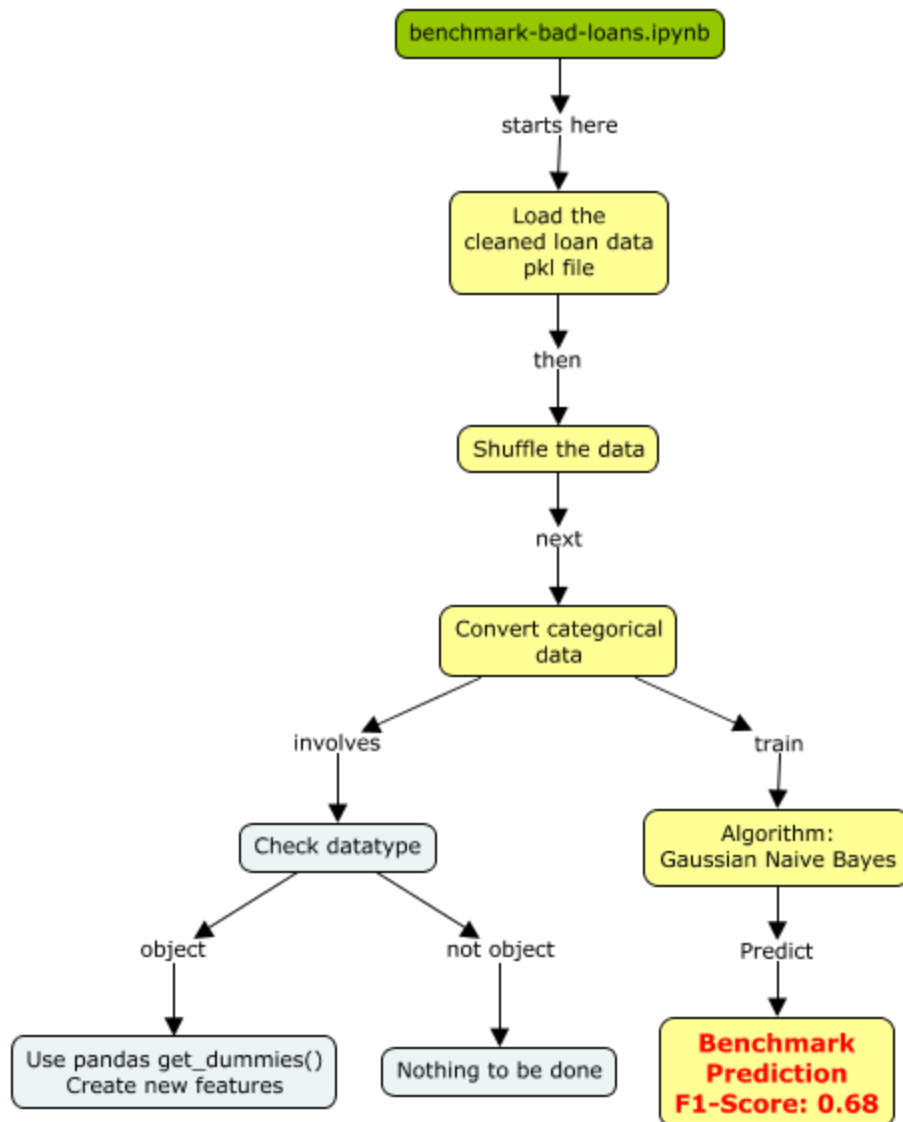 benchmark-bad-loans.ipynb
starts here
Load the
cleaned loan data
pkl file
then
Shuffle the data
next
Convert categorical
data
involves
train
Check datatype
Algorithm:
Gaussian Naive Bayes
object
not object
Predict
Use pandas get_dummies()
Create new features
Nothing to be done
Benchmark
Prediction
F1-Score: 0.68